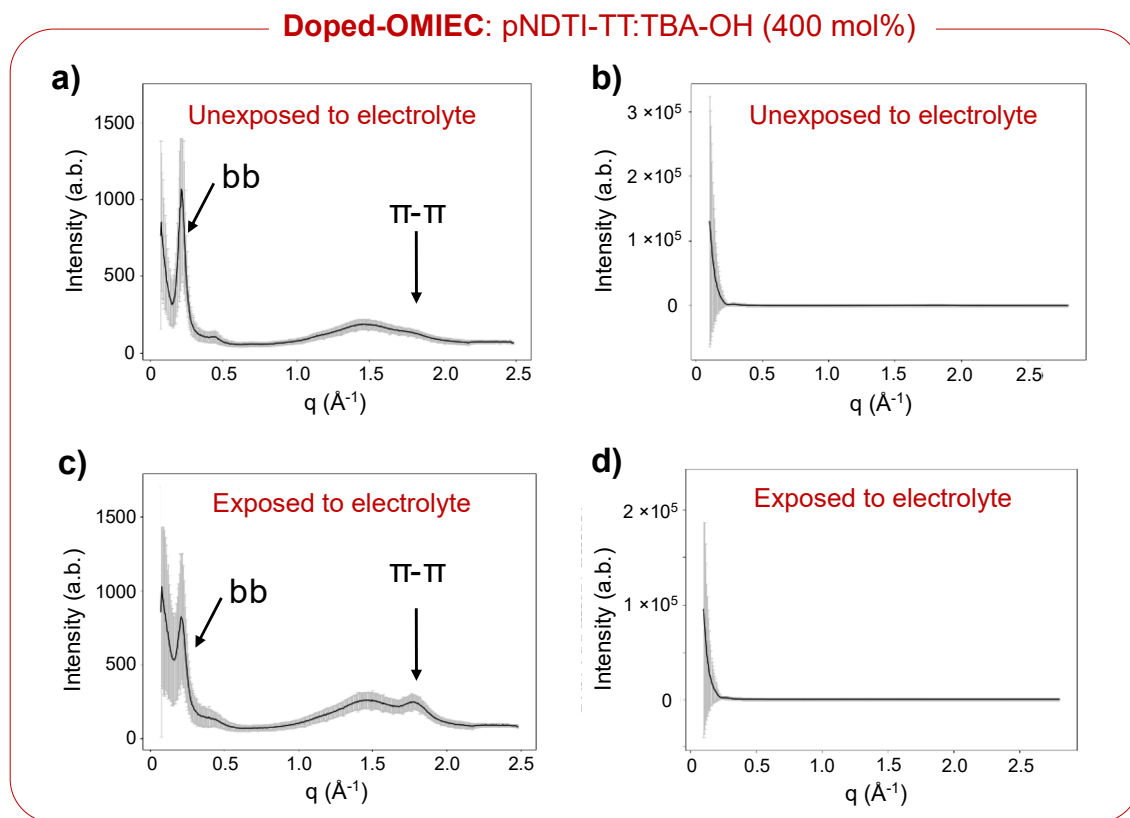 Doped-OMIEC: pNDTI-TT:TBA-OH (400 mol%)
a)
Unexposed to electrolyte
bb
π-π
1500
1000
500
0
Intensity (a.b.)
0 0.5 1.0 1.5 2.0 2.5
q (Å⁻¹)
b)
Unexposed to electrolyte
3 ×10⁵
2 ×10⁵
1 ×10⁵
0
Intensity (a.b.)
0 0.5 1.0 2.0 2.5
q (Å⁻¹)
c)
Exposed to electrolyte
bb
π-π
1500
1000
500
0
Intensity (a.b.)
0 0.5 1.0 1.5 2.0 2.5
q (Å⁻¹)
d)
Exposed to electrolyte
2 ×10⁵
1 ×10⁵
0
Intensity (a.b.)
0 0.5 1.0 1.5 2.0 2.5
q (Å⁻¹)